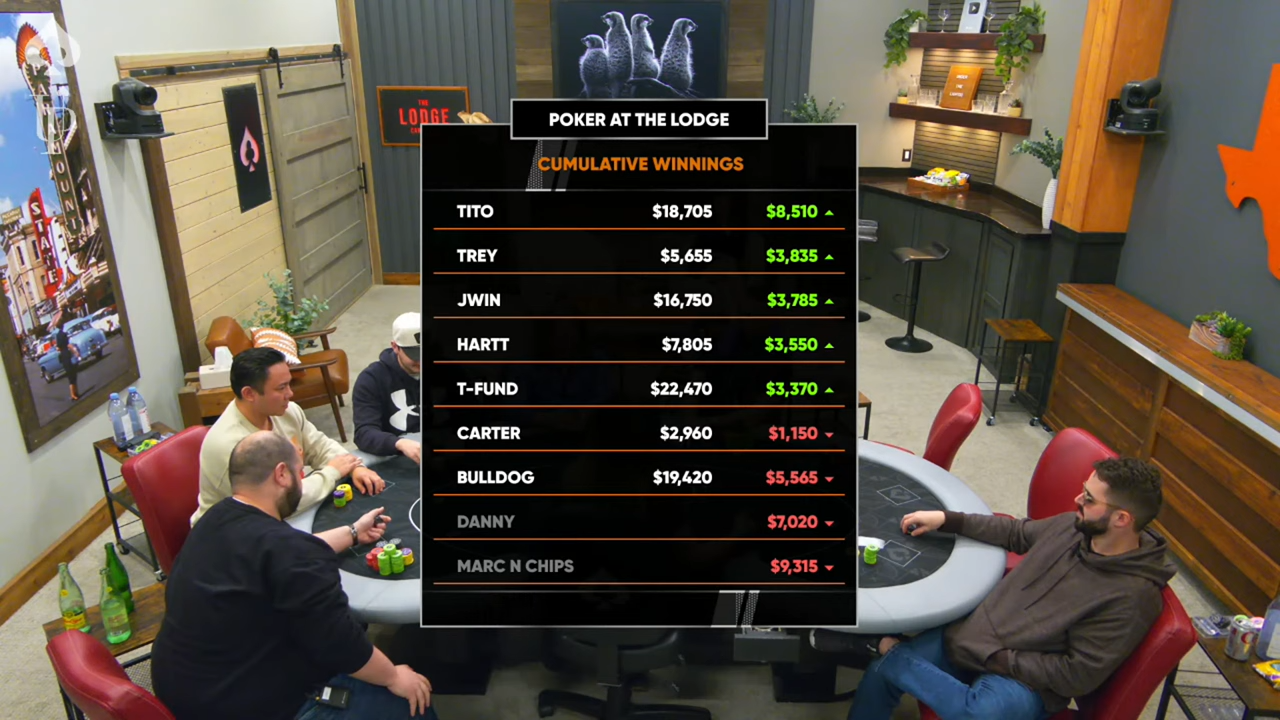 POKER AT THE LODGE
CUMULATIVE WINNINGS
TITO $18,705 $8,510
TREY $5,655 $3,835
JWIN $16,750 $3,785
HARTT $7,805 $3,550
T-FUND $22,470 $3,370
CARTER $2,960 $1,150
BULLDOG $19,420 $5,565
DANNY $7,020
MARC N CHIPS $9,315
THE
LODGE
PARAMOUNT
STATE